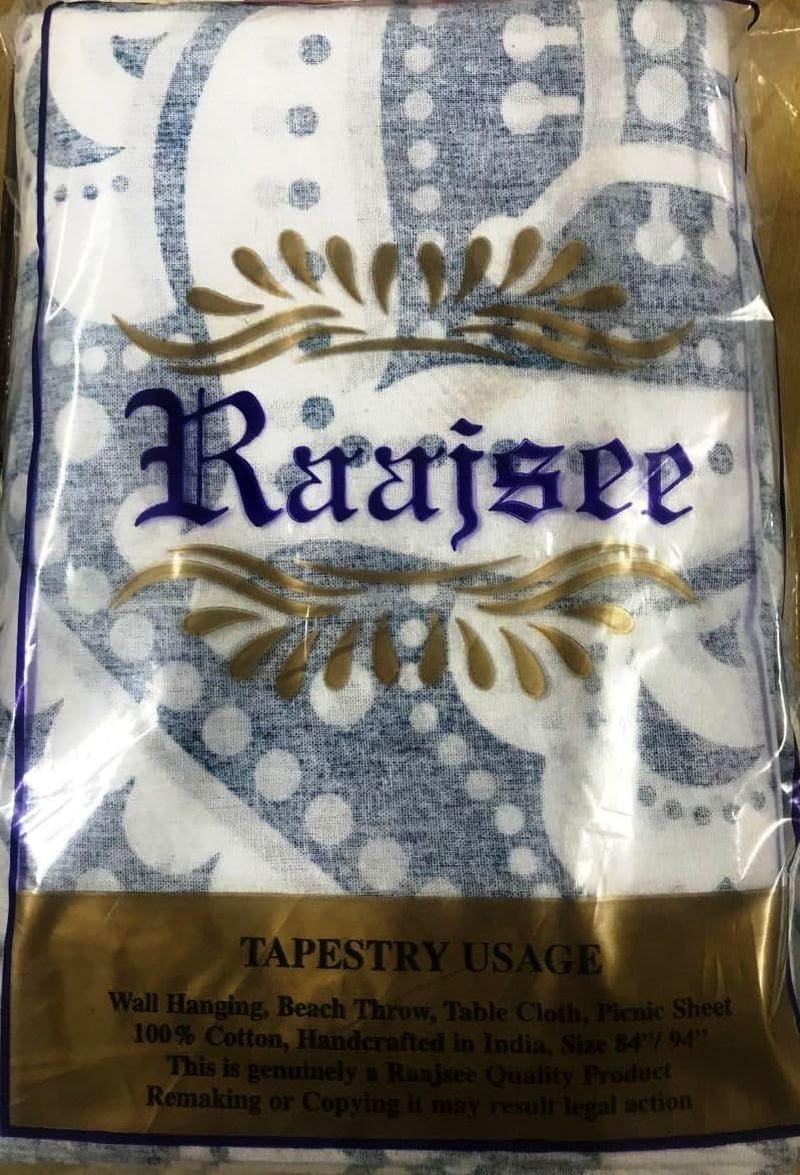 Raajsee
TAPESTRY USAGE
Wall Hanging, Beach Throw, Table Cloth, Picnic Sheet
100% Cotton, Handcrafted in India, Size 84"/ 94"
This is genuinely a Raajsee Quality Product
Remaking or Copying it may result legal action